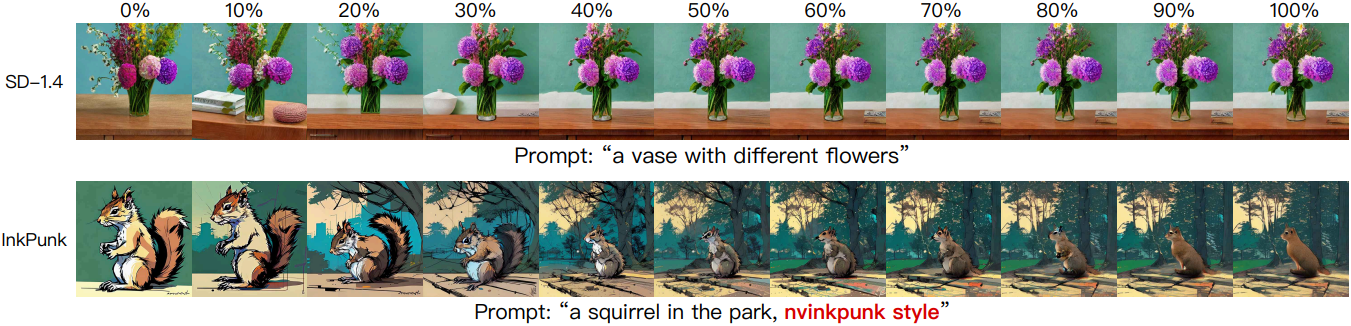 0% 10% 20% 30% 40% 50% 60% 70% 80% 90% 100%
SD-1.4
Prompt: “a vase with different flowers”
InkPunk
Prompt: “a squirrel in the park, nvinkpunk style”